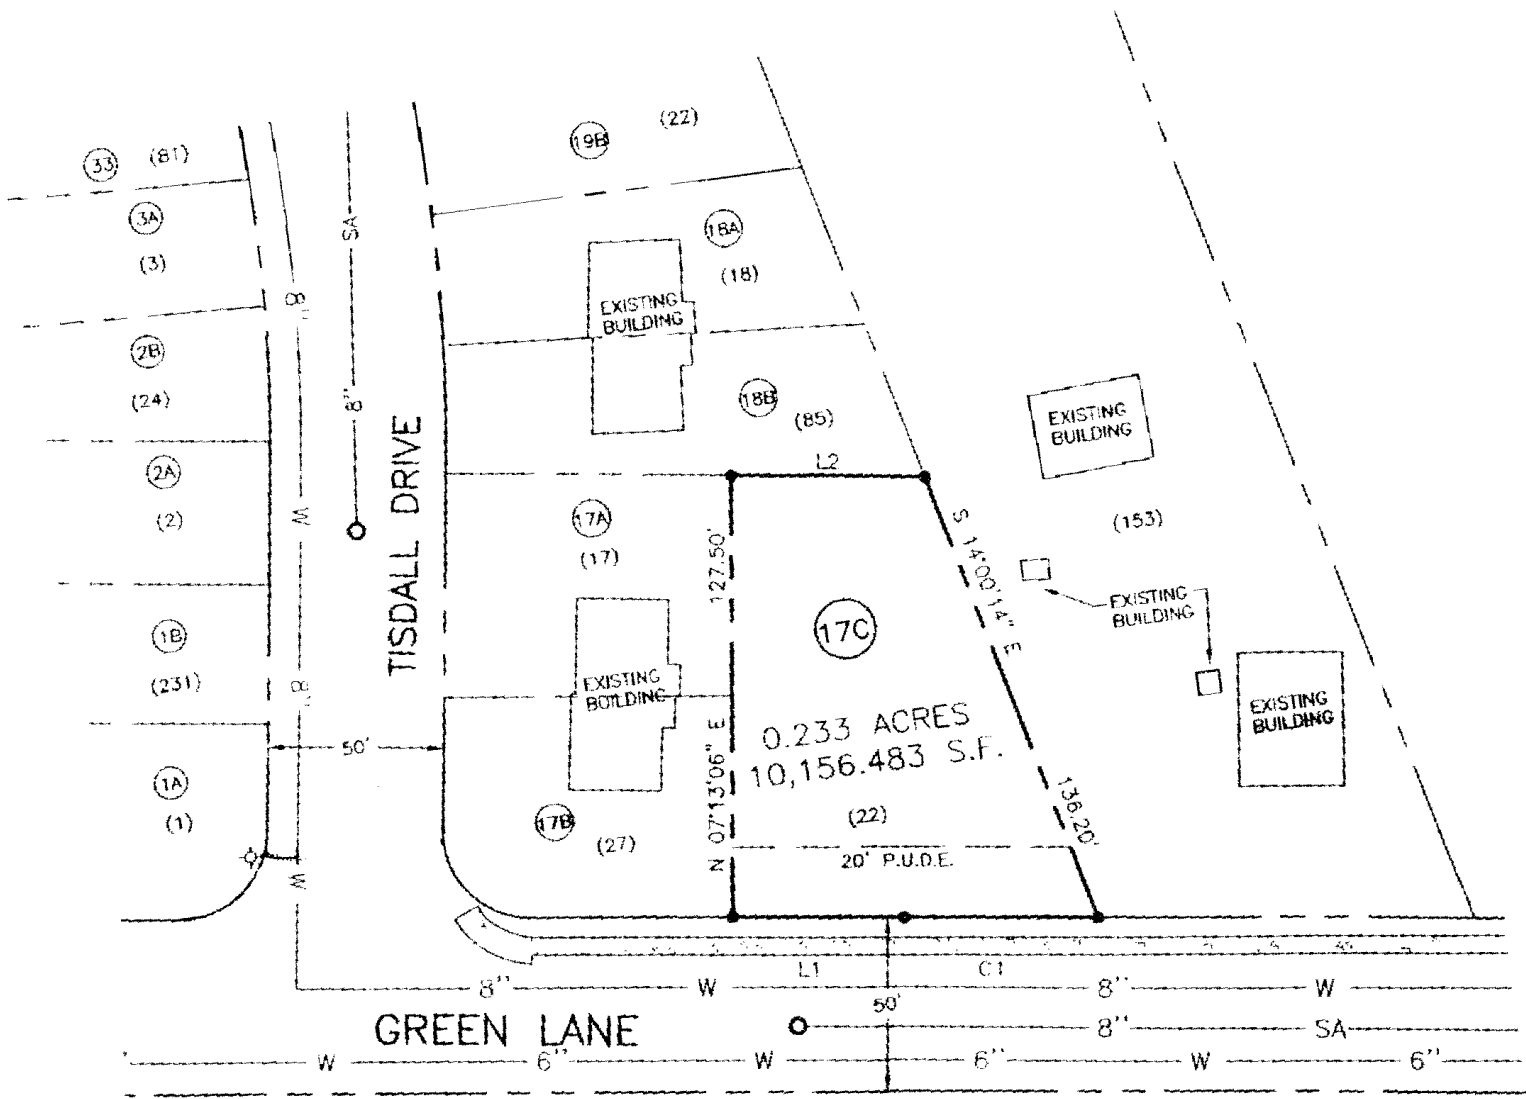 19B (22)
33 (81)
3A
(3)
SA
18A
(18)
8"
EXISTING
BUILDING
2B
(24)
8"
18B (85)
L2
EXISTING
BUILDING
2A
(2)
W
TISDALL DRIVE
17A
(17)
127.50'
S 14°00'14" E
(153)
EXISTING
BUILDING
17C
1B
(231)
8"
EXISTING
BUILDING
EXISTING
BUILDING
0.233 ACRES
10,156.483 S.F.
50'
N 07°13'06" E
136.20'
1A
(1)
17B (27)
(22)
20' P.U.D.E.
W
L1 C1
8" W 8" W
50'
GREEN LANE
8" SA
W 6" W 6" W 6"